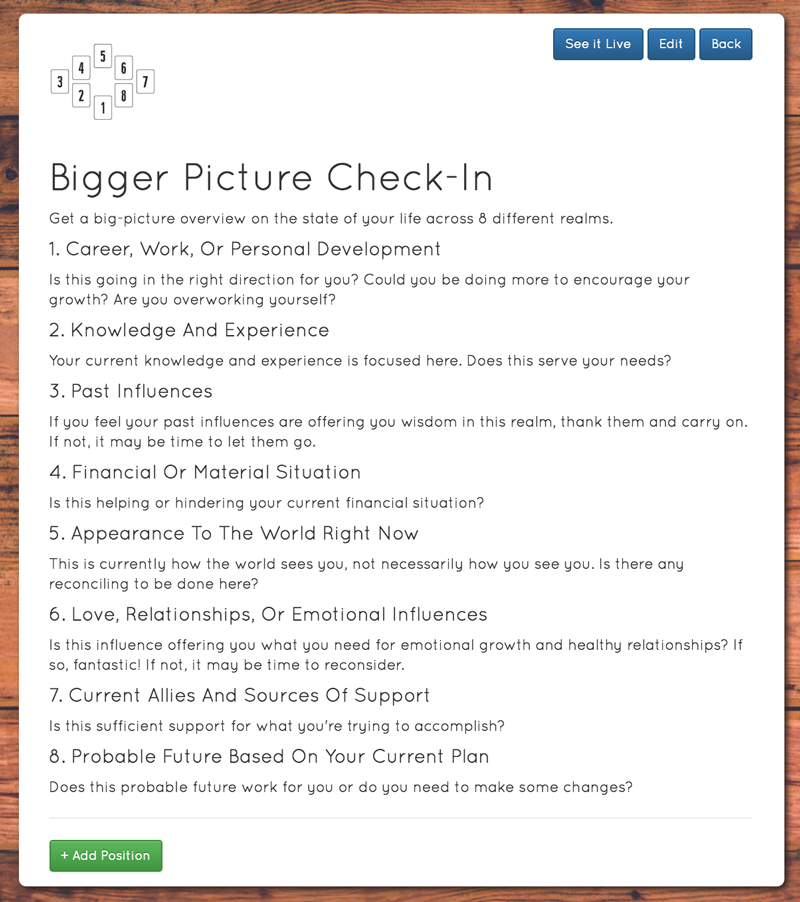 See it Live Edit Back
5
4 6
3 7
2 8
1
Bigger Picture Check-In
Get a big-picture overview on the state of your life across 8 different realms.
1. Career, Work, Or Personal Development
Is this going in the right direction for you? Could you be doing more to encourage your
growth? Are you overworking yourself?
2. Knowledge And Experience
Your current knowledge and experience is focused here. Does this serve your needs?
3. Past Influences
If you feel your past influences are offering you wisdom in this realm, thank them and carry on.
If not, it may be time to let them go.
4. Financial Or Material Situation
Is this helping or hindering your current financial situation?
5. Appearance To The World Right Now
This is currently how the world sees you, not necessarily how you see you. Is there any
reconciling to be done here?
6. Love, Relationships, Or Emotional Influences
Is this influence offering you what you need for emotional growth and healthy relationships? If
so, fantastic! If not, it may be time to reconsider.
7. Current Allies And Sources Of Support
Is this sufficient support for what you're trying to accomplish?
8. Probable Future Based On Your Current Plan
Does this probable future work for you or do you need to make some changes?
+ Add Position